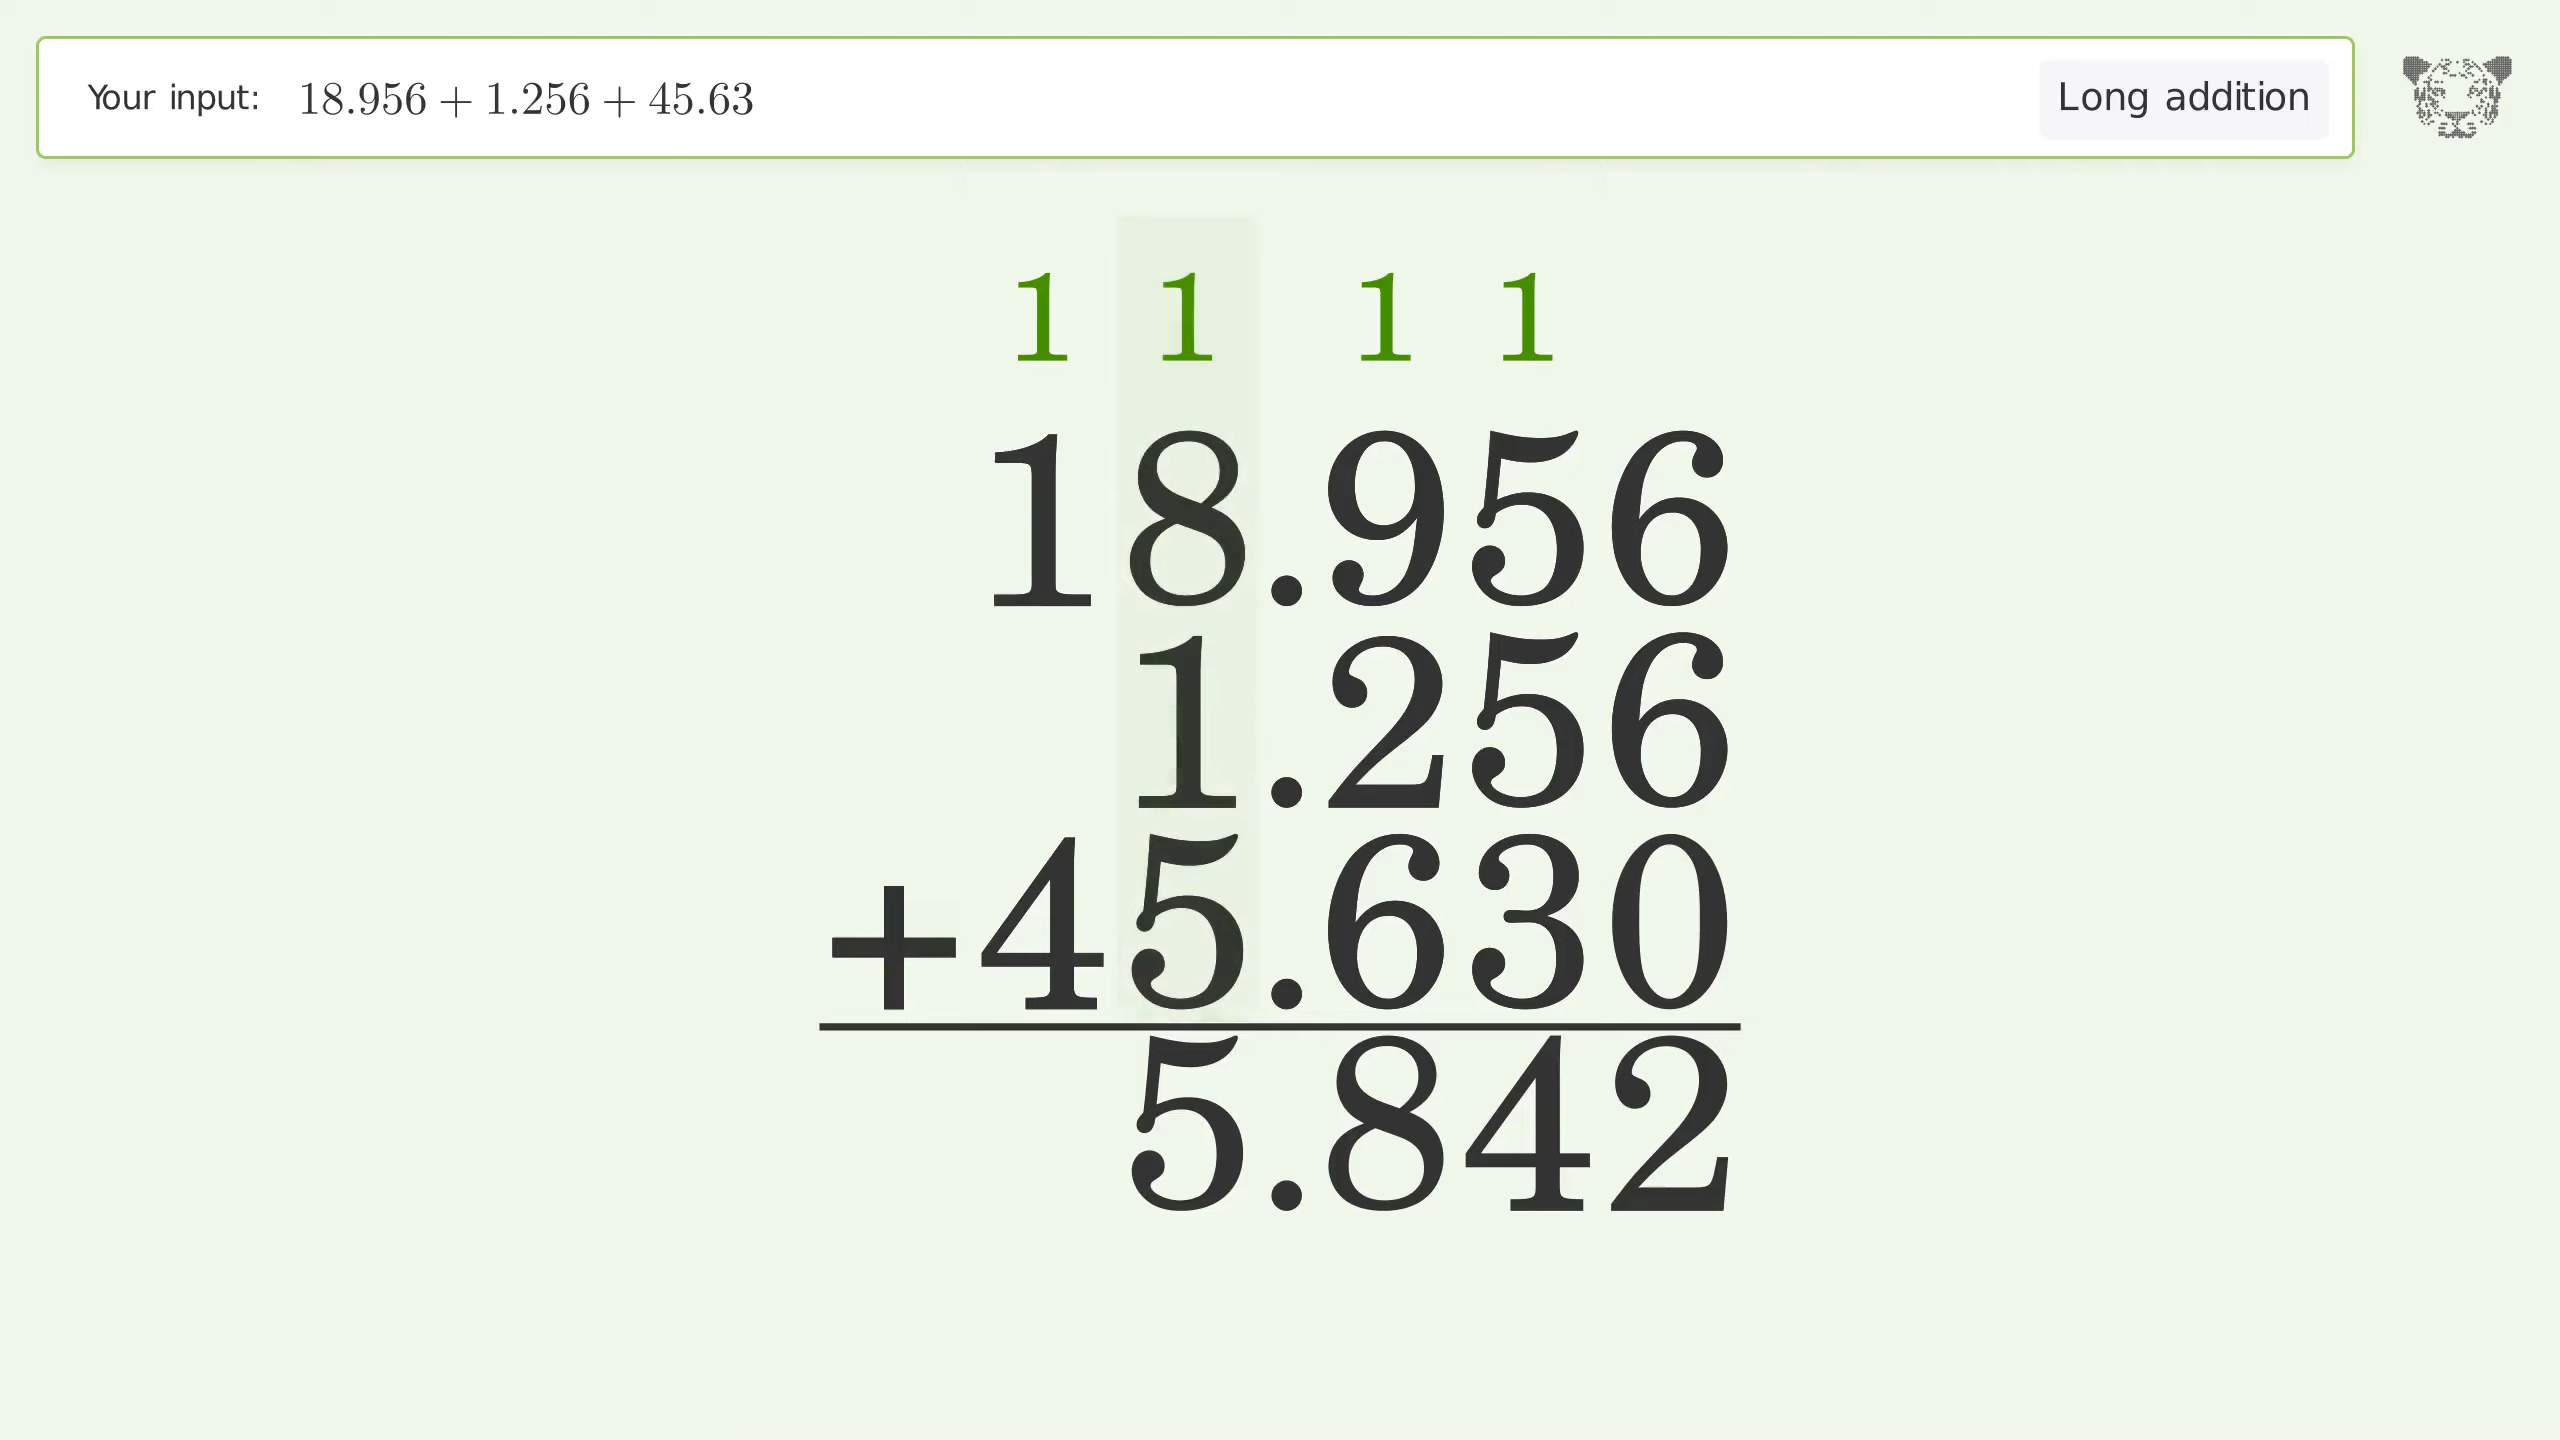 Your input: 18.956 + 1.256 + 45.63 Long addition
1 1 1 1
18.956
1.256
+45.630
5.842